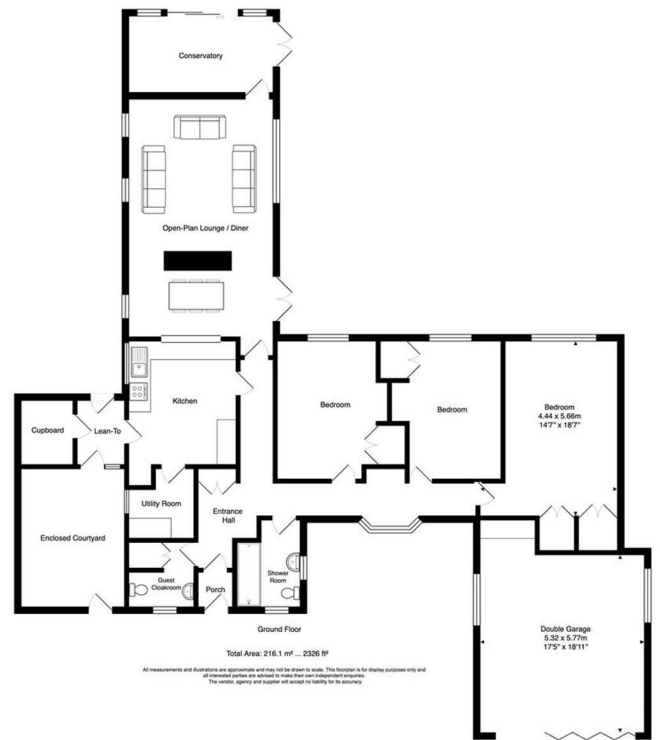 Conservatory
Open-Plan Lounge / Diner
Kitchen
Bedroom
Bedroom
Bedroom
4.44 x 5.66m
14'7" x 18'7"
Cupboard
Lean-To
Utility Room
Entrance
Hall
Enclosed Courtyard
Guest
Cloakroom
Porch
Shower
Room
Double Garage
5.32 x 5.77m
17'5" x 18'11"
Ground Floor
Total Area: 216.1 m² ... 2326 ft²
All measurements and illustrations are approximate and may not be drawn to scale. This floorplan is for display purposes only and
all interested parties are advised to make their own independent enquiries.
The vendor, agency and supplier will accept no liability for its accuracy.